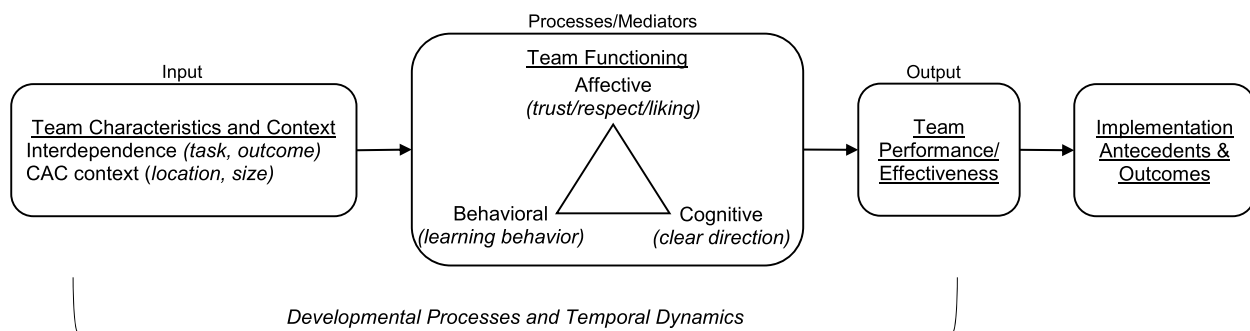 Processes/Mediators
Input
Team Functioning
Output
Affective
(trust/respect/liking)
Team Characteristics and Context
Interdependence (task, outcome)
CAC context (location, size)
Team
Performance/
Effectiveness
Implementation
Antecedents &
Outcomes
Behavioral
(learning behavior)
Cognitive
(clear direction)
Developmental Processes and Temporal Dynamics